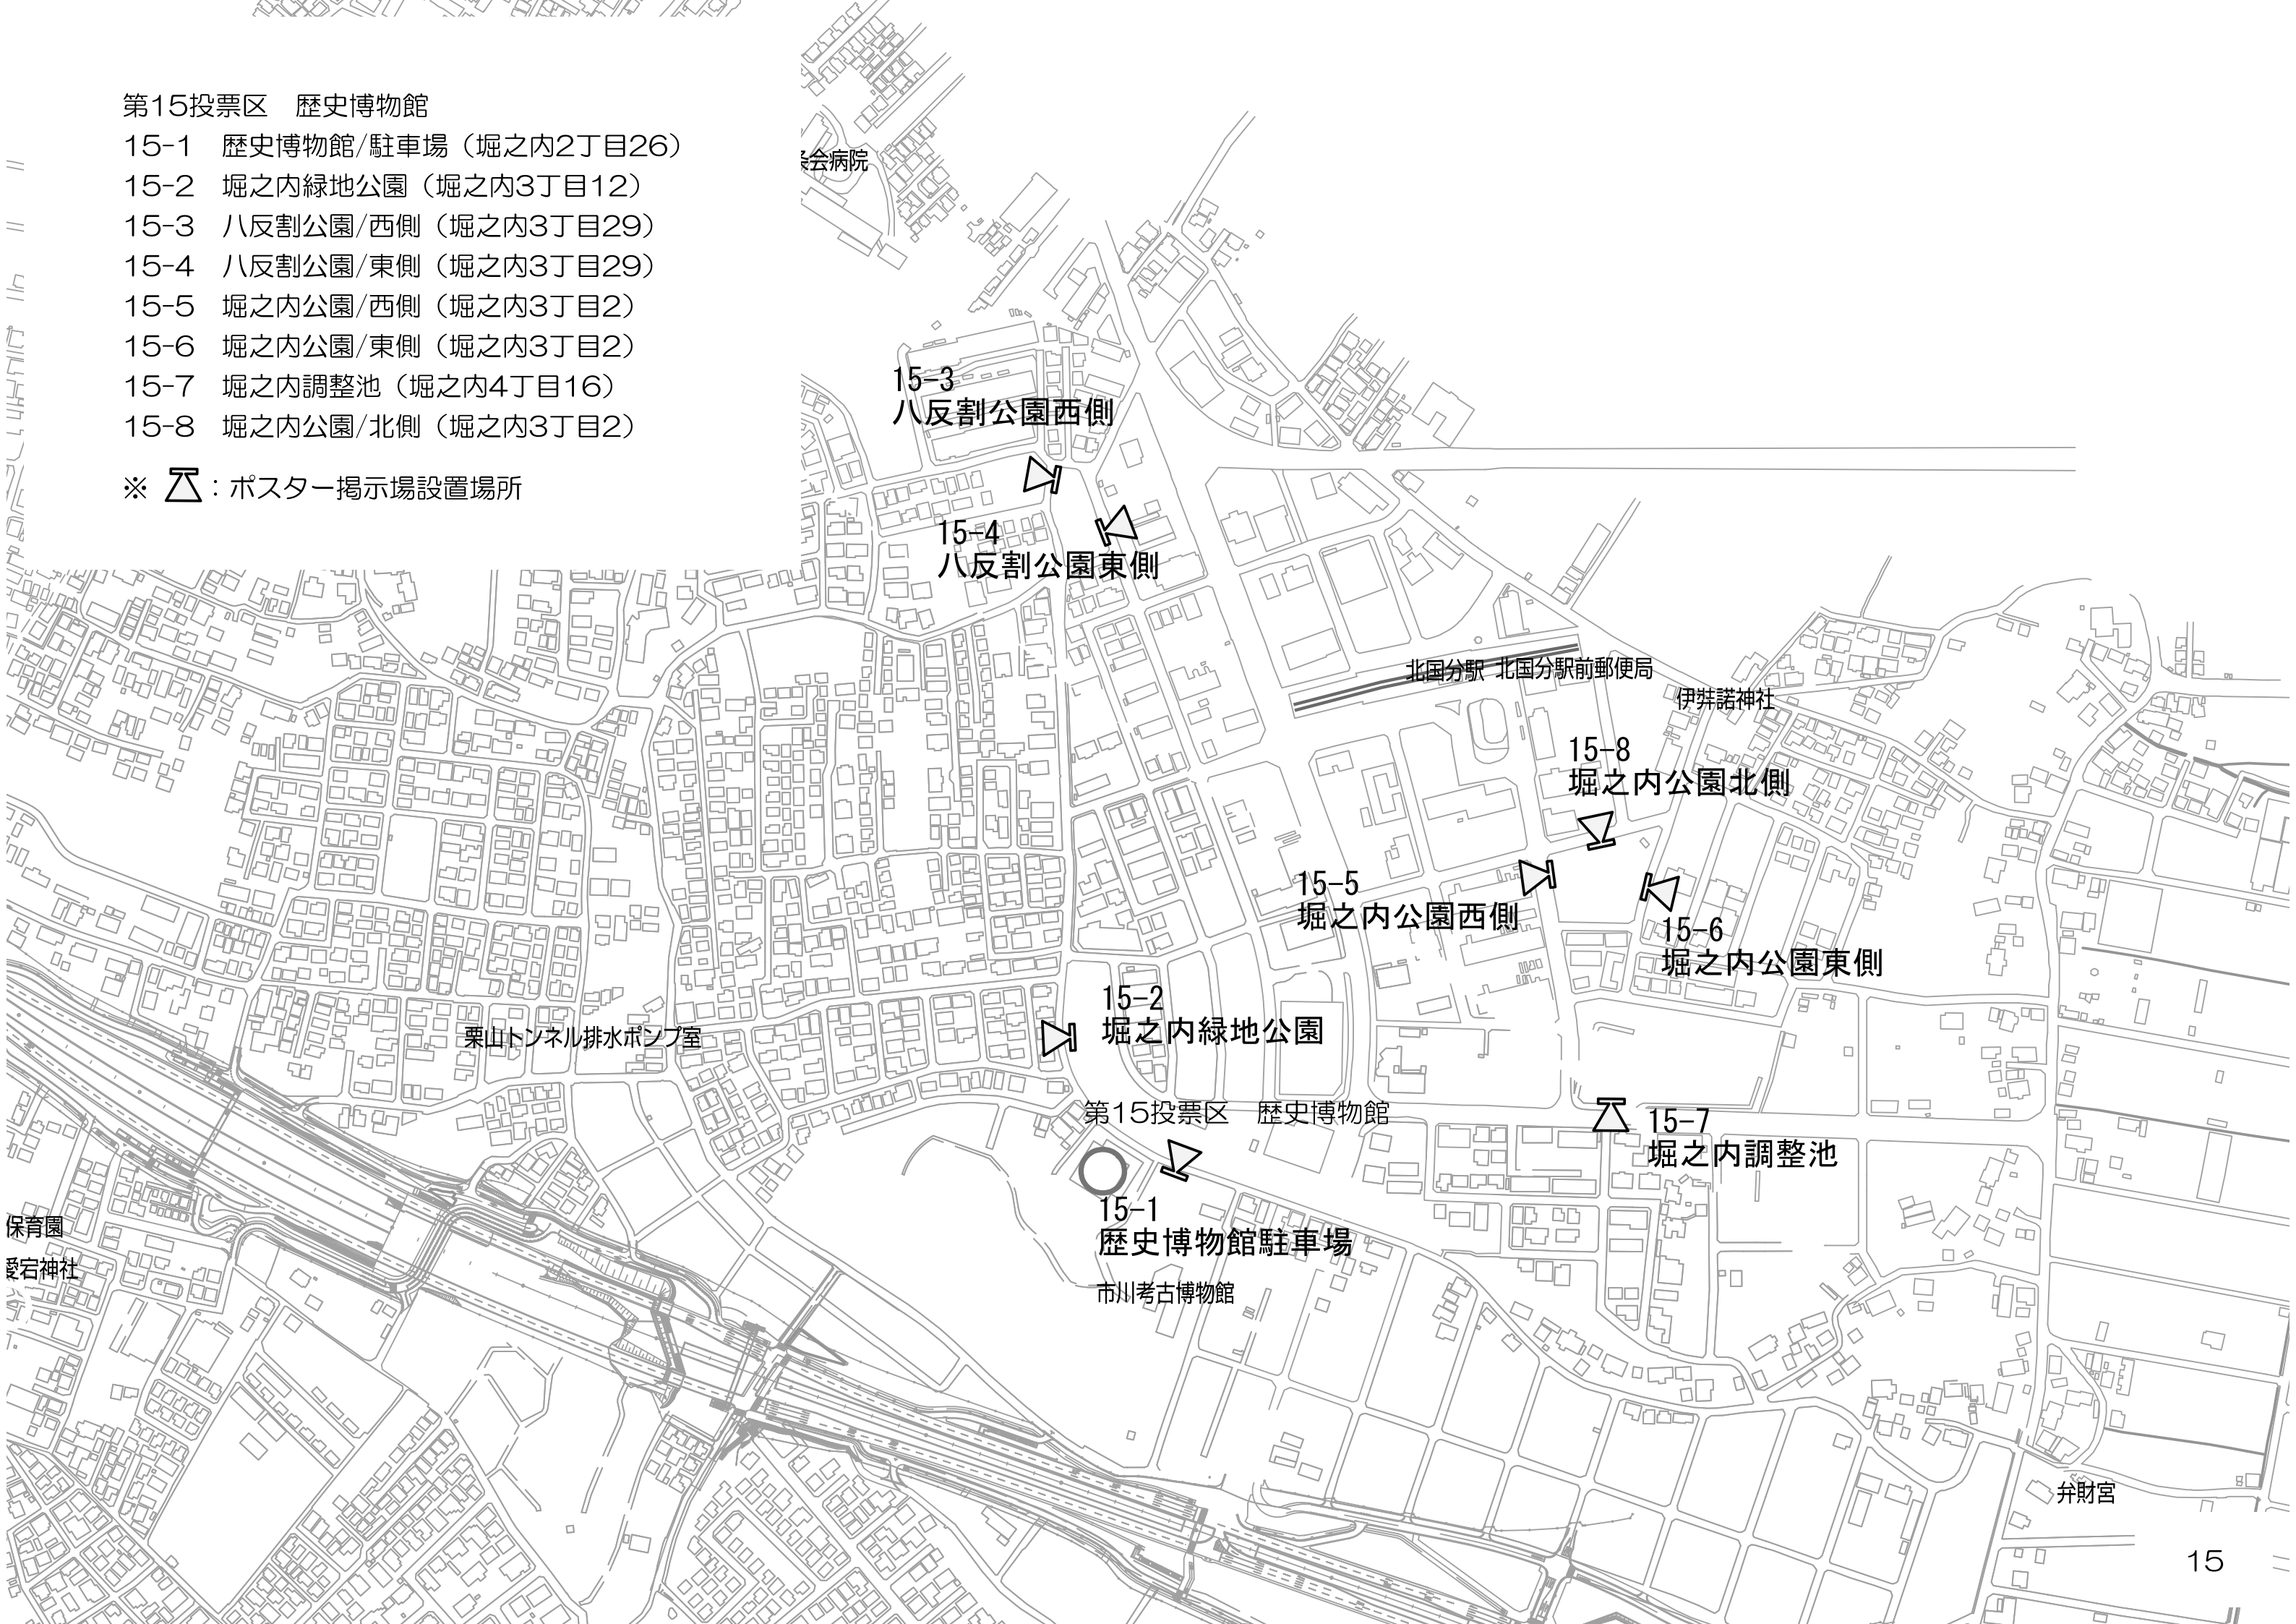 第15投票区　歴史博物館
15-1　歴史博物館/駐車場（堀之内2丁目26）
15-2　堀之内緑地公園（堀之内3丁目12）
15-3　八反割公園/西側（堀之内3丁目29）
15-4　八反割公園/東側（堀之内3丁目29）
15-5　堀之内公園/西側（堀之内3丁目2）
15-6　堀之内公園/東側（堀之内3丁目2）
15-7　堀之内調整池（堀之内4丁目16）
15-8　堀之内公園/北側（堀之内3丁目2）
※　：ポスター掲示場設置場所
会病院
15-3
八反割公園西側
15-4
八反割公園東側
北国分駅 北国分駅前郵便局
伊弉諾神社
15-8
堀之内公園北側
15-5
堀之内公園西側
15-6
堀之内公園東側
15-2
堀之内緑地公園
栗山トンネル排水ポンプ室
第15投票区　歴史博物館
15-7
堀之内調整池
15-1
歴史博物館駐車場
保育園
愛宕神社
市川考古博物館
弁財宮
15